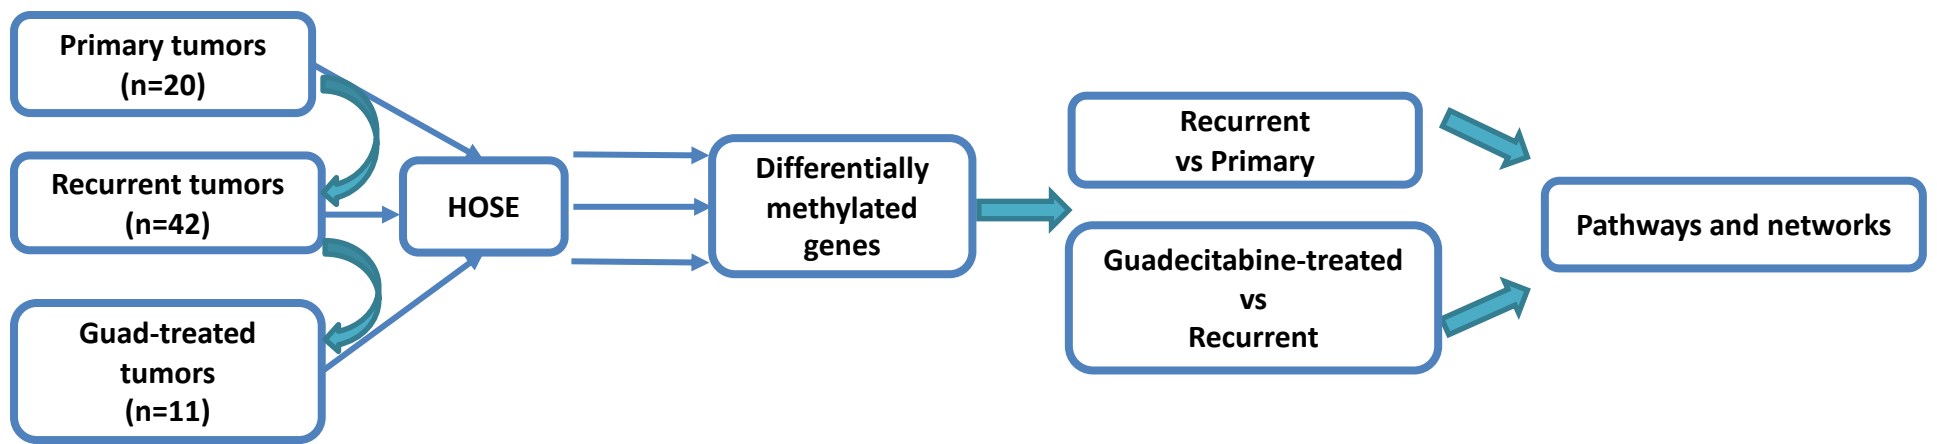 Primary tumors
(n=20)
Recurrent tumors
(n=42)
Guad-treated
tumors
(n=11)
HOSE
Differentially
methylated
genes
Recurrent
vs Primary
Guadecitabine-treated
vs
Recurrent
Pathways and networks